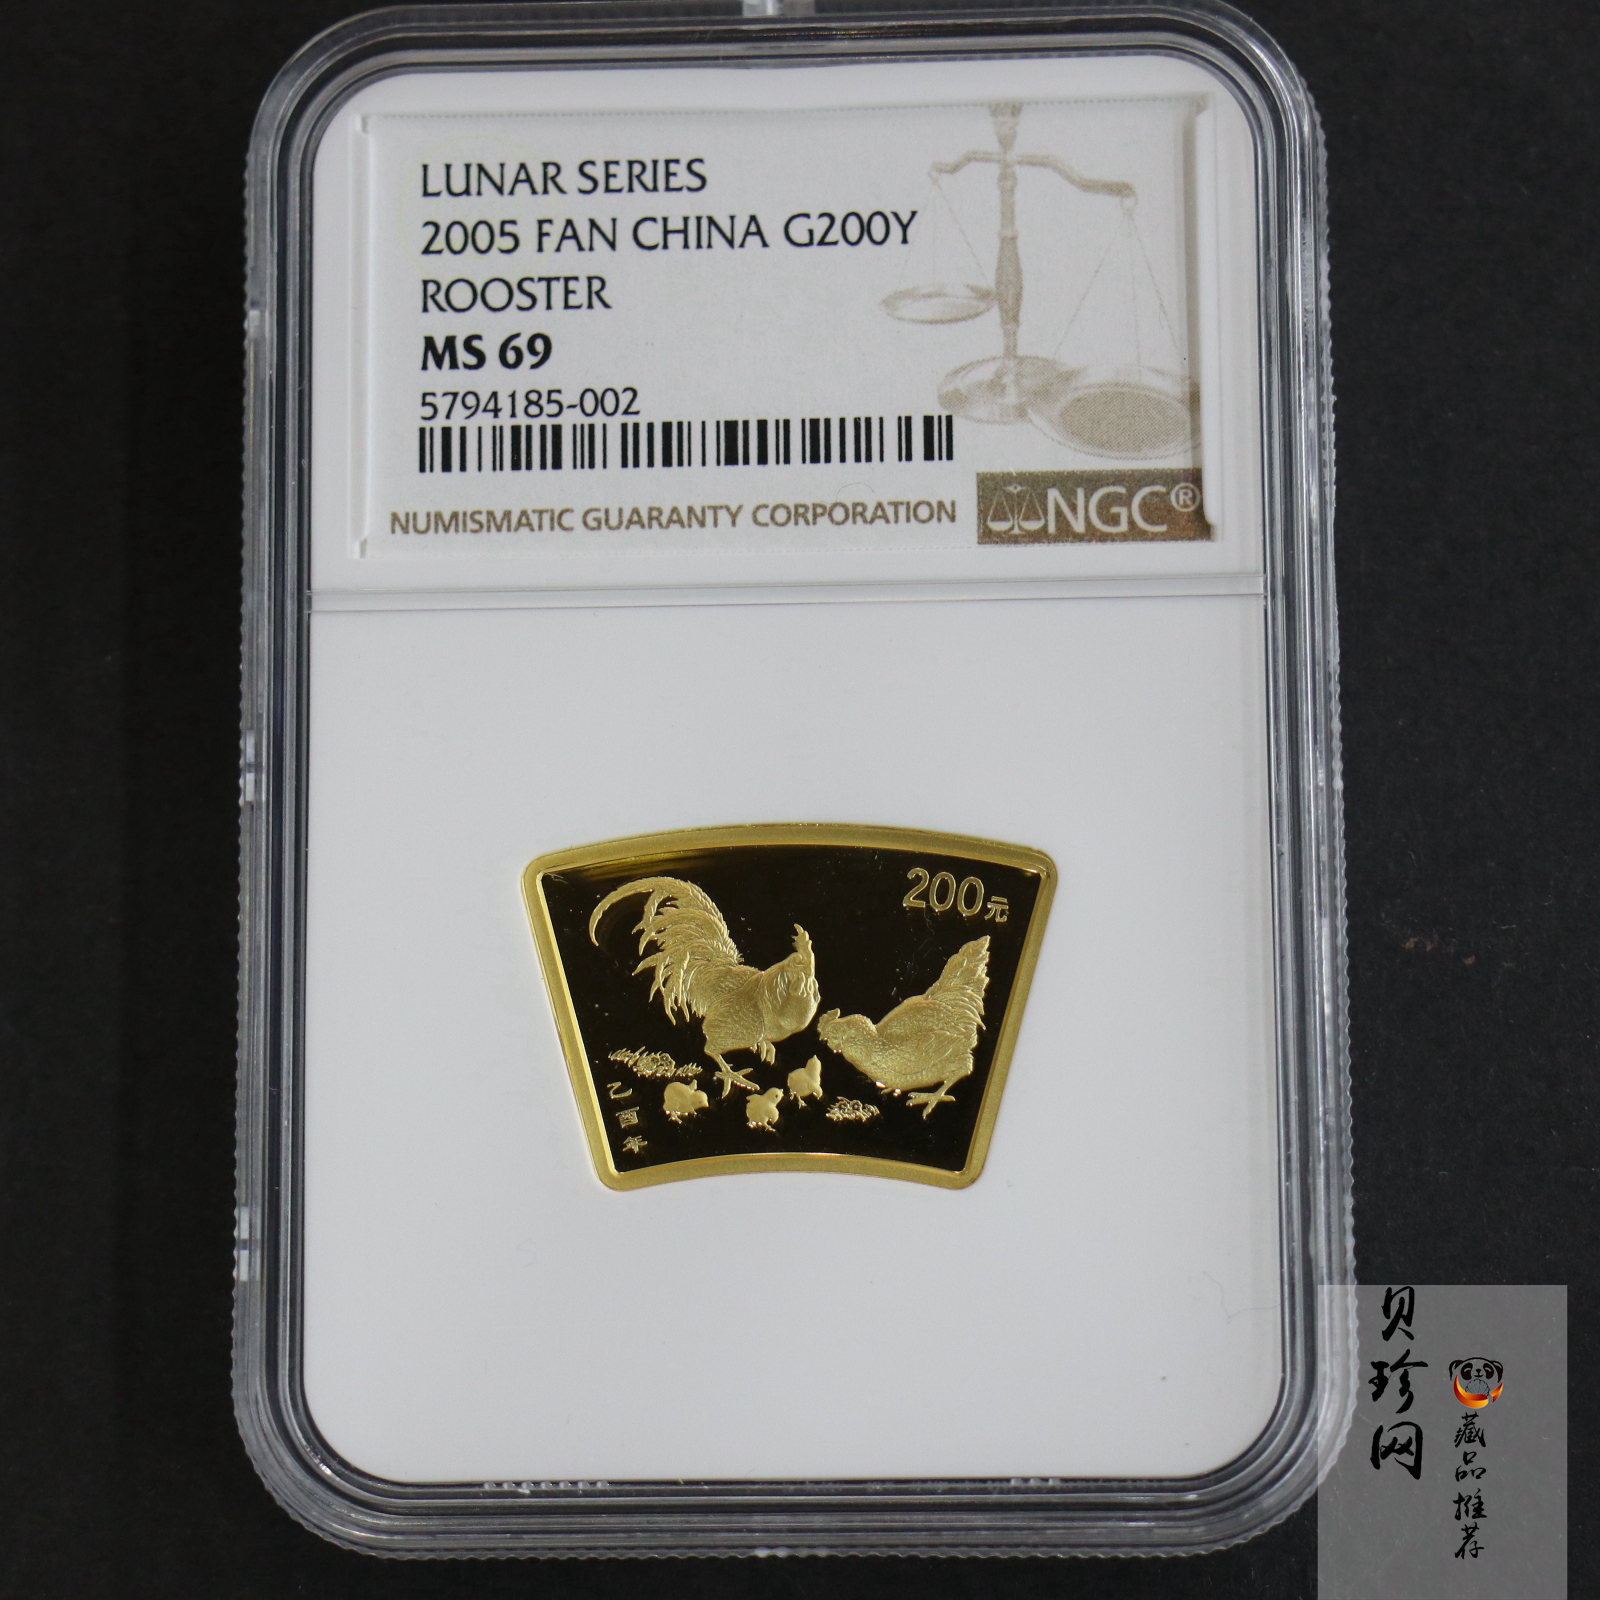 LUNAR SERIES
2005 FAN CHINA G200Y
ROOSTER
MS 69
5794185-002
NUMISMATIC GUARANTY CORPORATION
NGC®
200元
乙酉年
贝珍网
藏品推荐